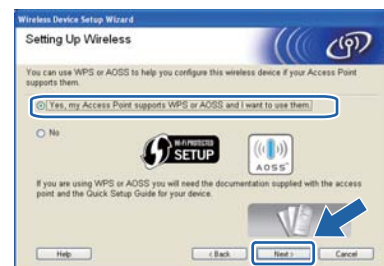 Wireless Device Setup Wizard
Setting Up Wireless
You can use WPS or AOSS to help you configure this wireless device if your Access Point
supports them.
Yes, my Access Point supports WPS or AOSS and I want to use them.
No
WI-FI PROTECTED
SETUP
AOSS
If you are using WPS or AOSS you will need the documentation supplied with the access
point and the Quick Setup Guide for your device.
Help
< Back
Next >
Cancel